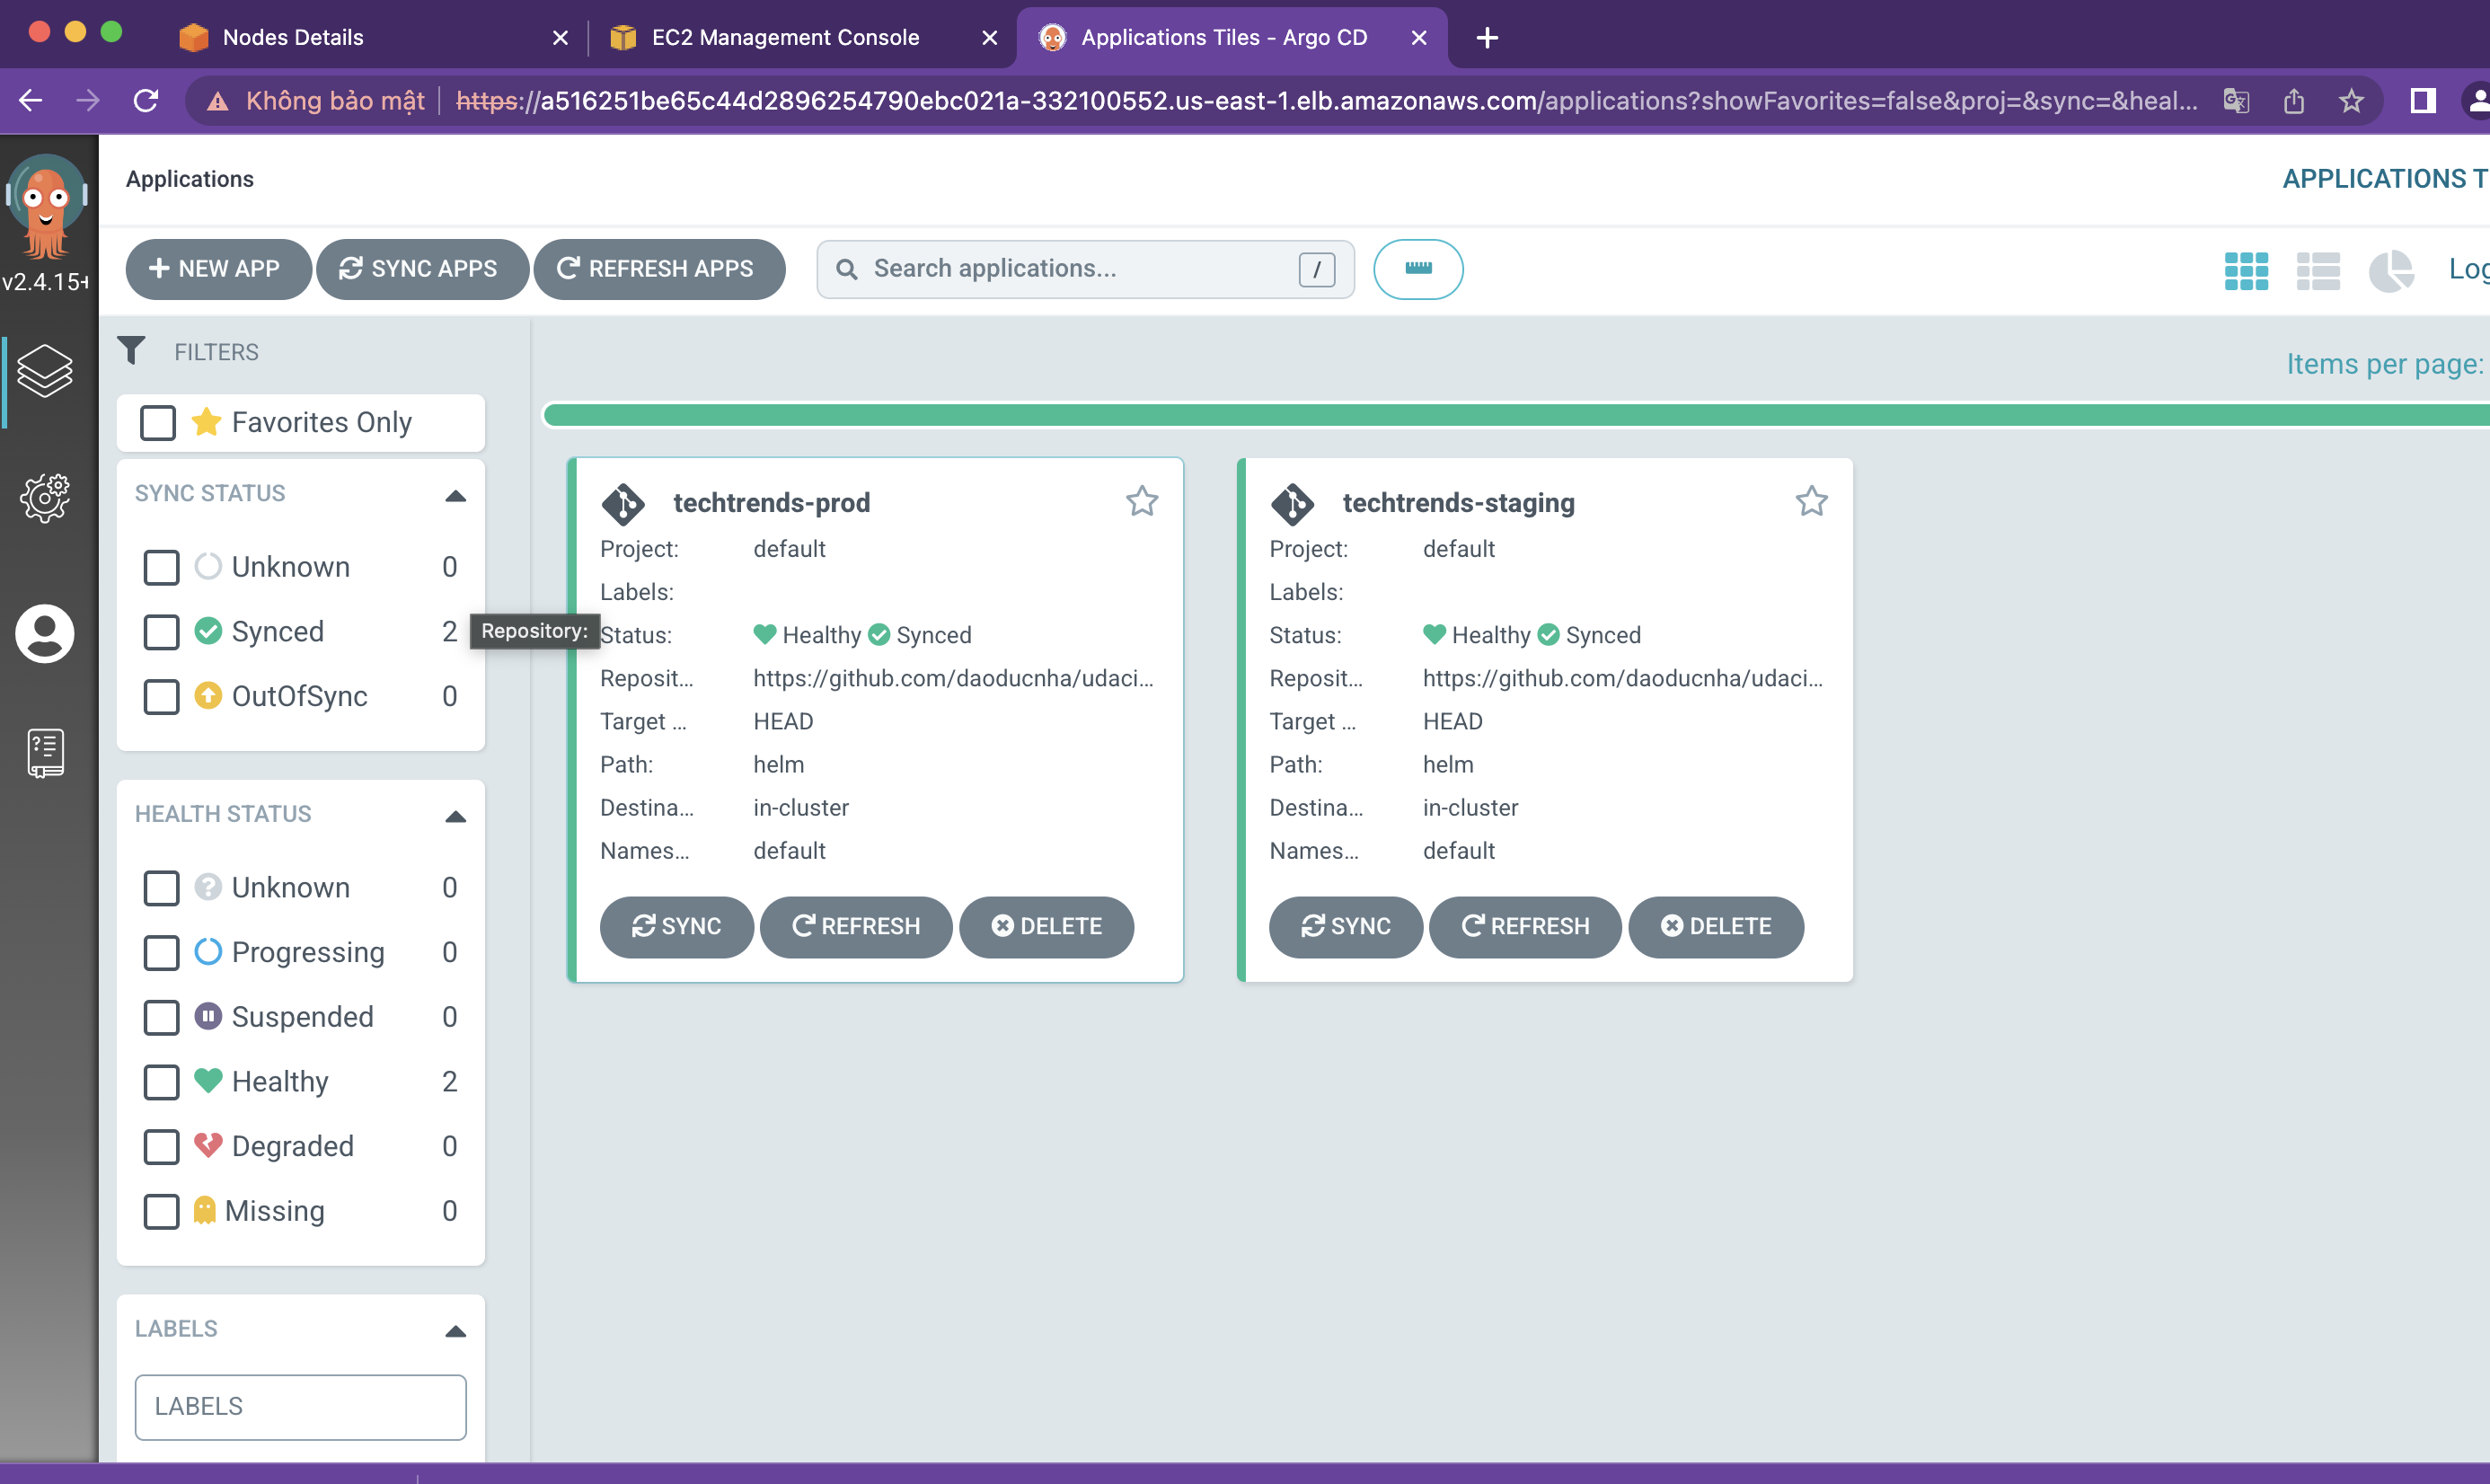 Nodes Details
EC2 Management Console
Applications Tiles - Argo CD
Không bảo mật
https://a516251be65c44d2896254790ebc021a-332100552.us-east-1.elb.amazonaws.com/applications?showFavorites=false&proj=&sync=&heal...
v2.4.15+
Applications
APPLICATIONS T
NEW APP
SYNC APPS
REFRESH APPS
Search applications...
/
Log
FILTERS
Items per page:
Favorites Only
SYNC STATUS
Unknown 0
Synced 2
OutOfSync 0
HEALTH STATUS
Unknown 0
Progressing 0
Suspended 0
Healthy 2
Degraded 0
Missing 0
LABELS
LABELS
Repository:
techtrends-prod
Project: default
Labels:
Status: Healthy Synced
Reposit... https://github.com/daoducnha/udaci...
Target ... HEAD
Path: helm
Destina... in-cluster
Names... default
SYNC
REFRESH
DELETE
techtrends-staging
Project: default
Labels:
Status: Healthy Synced
Reposit... https://github.com/daoducnha/udaci...
Target ... HEAD
Path: helm
Destina... in-cluster
Names... default
SYNC
REFRESH
DELETE